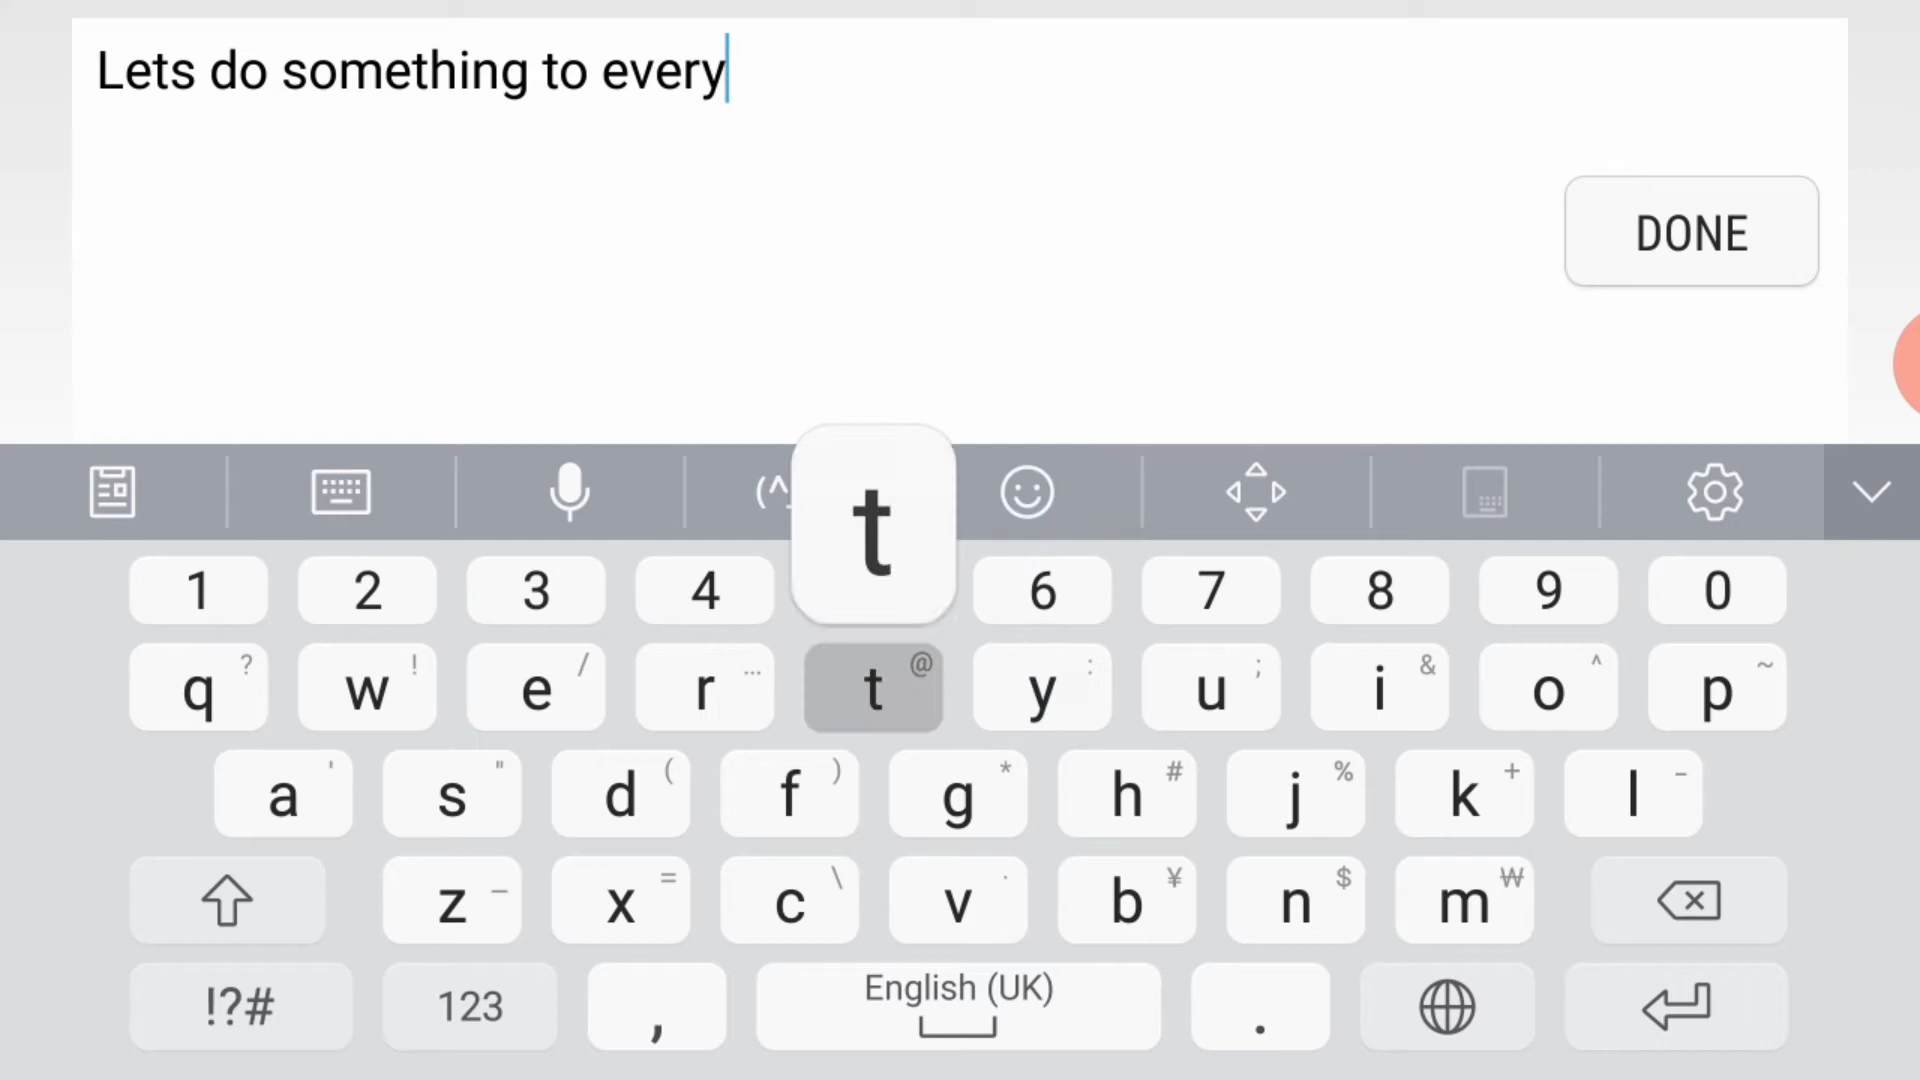 Lets do something to every
DONE
(^_
t
1 2 3 4 6 7 8 9 0
q ? w ! e / r ... t @ y : u ; i & o ^ p ~
a ' s " d ( f ) g * h # j % k + l -
z _ x = c \ v · b ¥ n $ m ₩
!?# 123 , English (UK) .